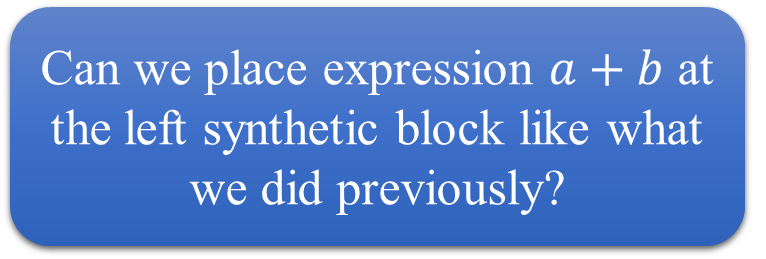 Can we place expression 𝑎 + 𝑏 at
the left synthetic block like what
we did previously?